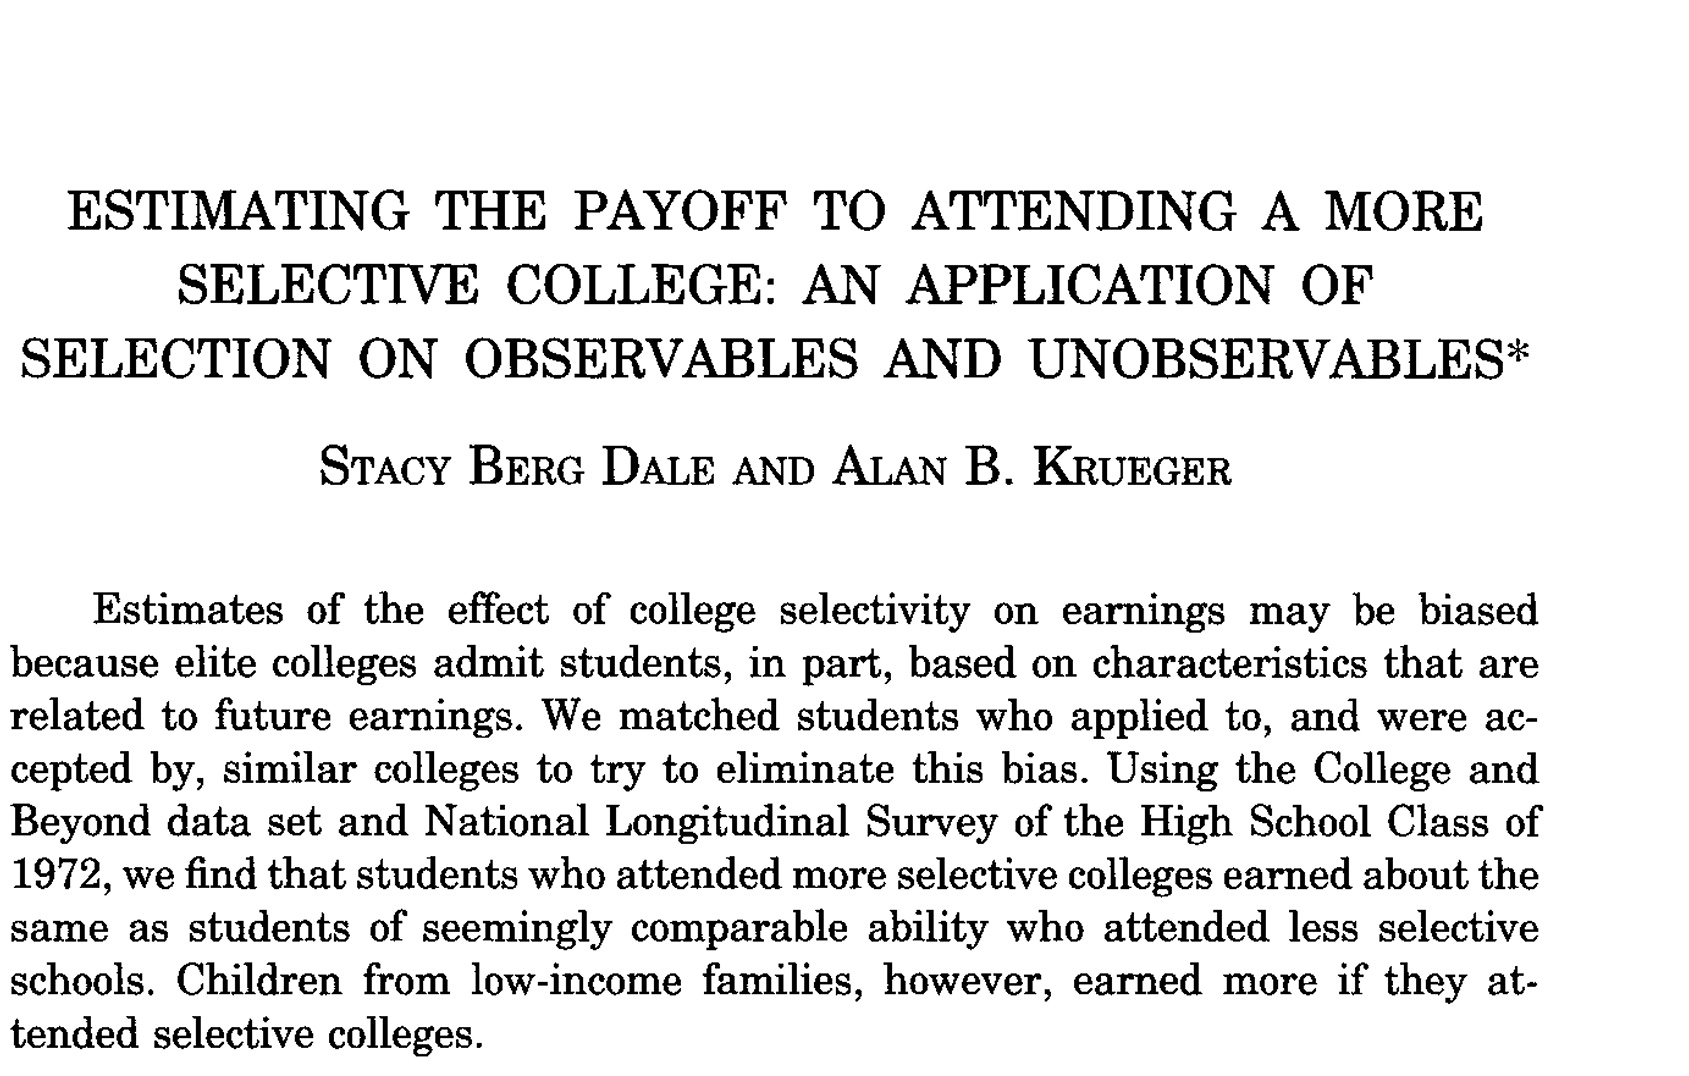 ESTIMATING THE PAYOFF TO ATTENDING A MORE
SELECTIVE COLLEGE: AN APPLICATION OF
SELECTION ON OBSERVABLES AND UNOBSERVABLES*
STACY BERG DALE AND ALAN B. KRUEGER
Estimates of the effect of college selectivity on earnings may be biased
because elite colleges admit students, in part, based on characteristics that are
related to future earnings. We matched students who applied to, and were ac-
cepted by, similar colleges to try to eliminate this bias. Using the College and
Beyond data set and National Longitudinal Survey of the High School Class of
1972, we find that students who attended more selective colleges earned about the
same as students of seemingly comparable ability who attended less selective
schools. Children from low-income families, however, earned more if they at-
tended selective colleges.